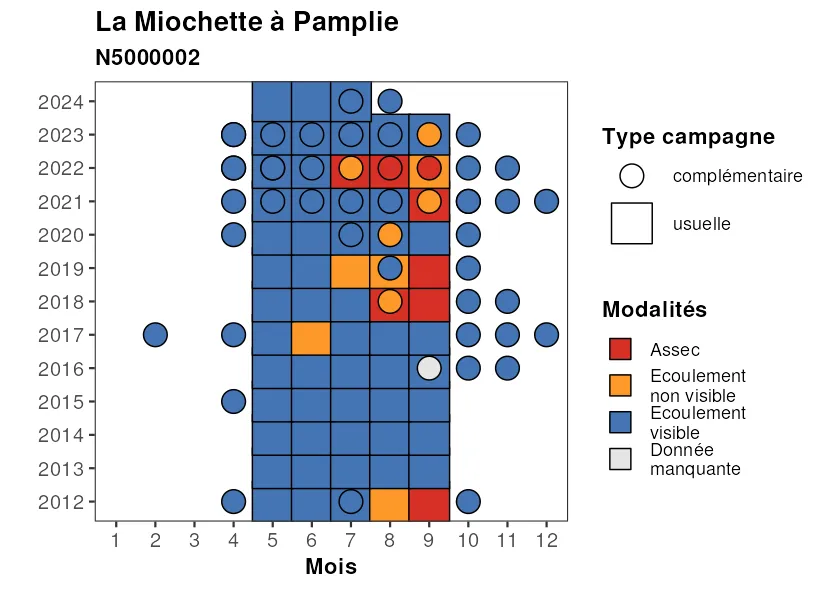 La Miochette à Pamplie
N5000002
2024
2023
2022
2021
2020
2019
2018
2017
2016
2015
2014
2013
2012
1 2 3 4 5 6 7 8 9 10 11 12
Mois
Type campagne
complémentaire
usuelle
Modalités
Assec
Ecoulement
non visible
Ecoulement
visible
Donnée
manquante